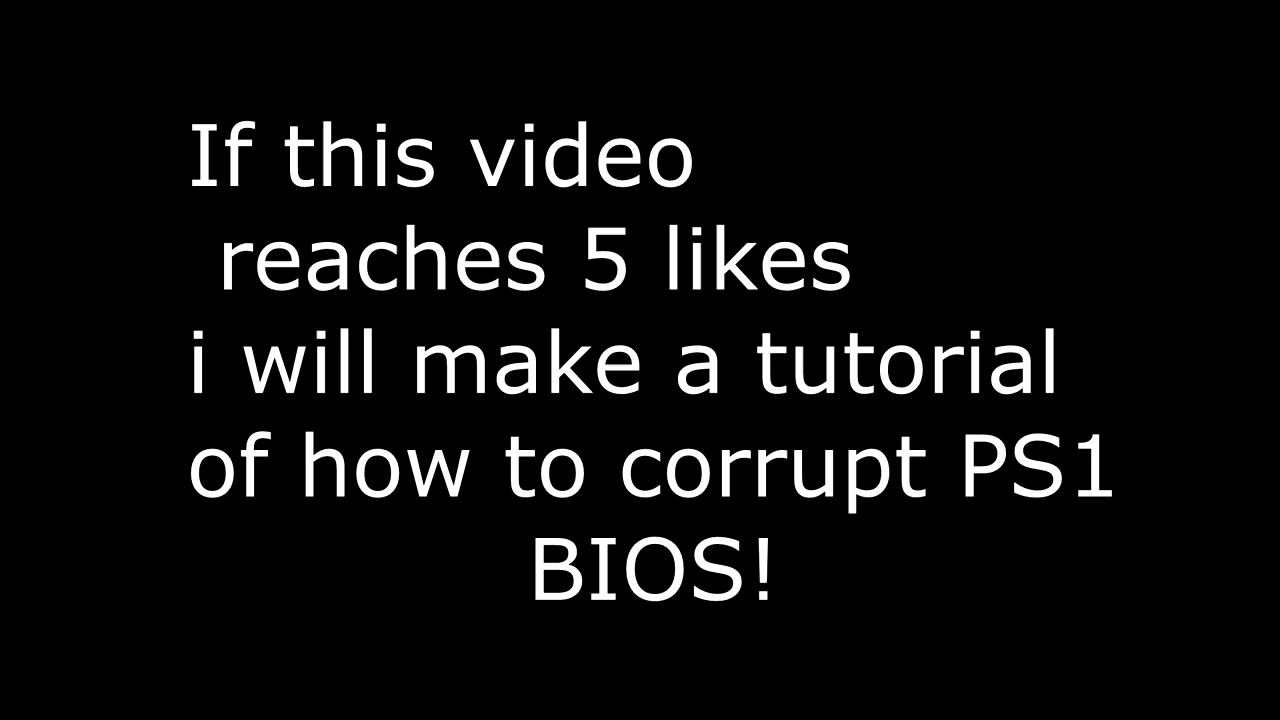 If this video
reaches 5 likes
i will make a tutorial
of how to corrupt PS1
BIOS!